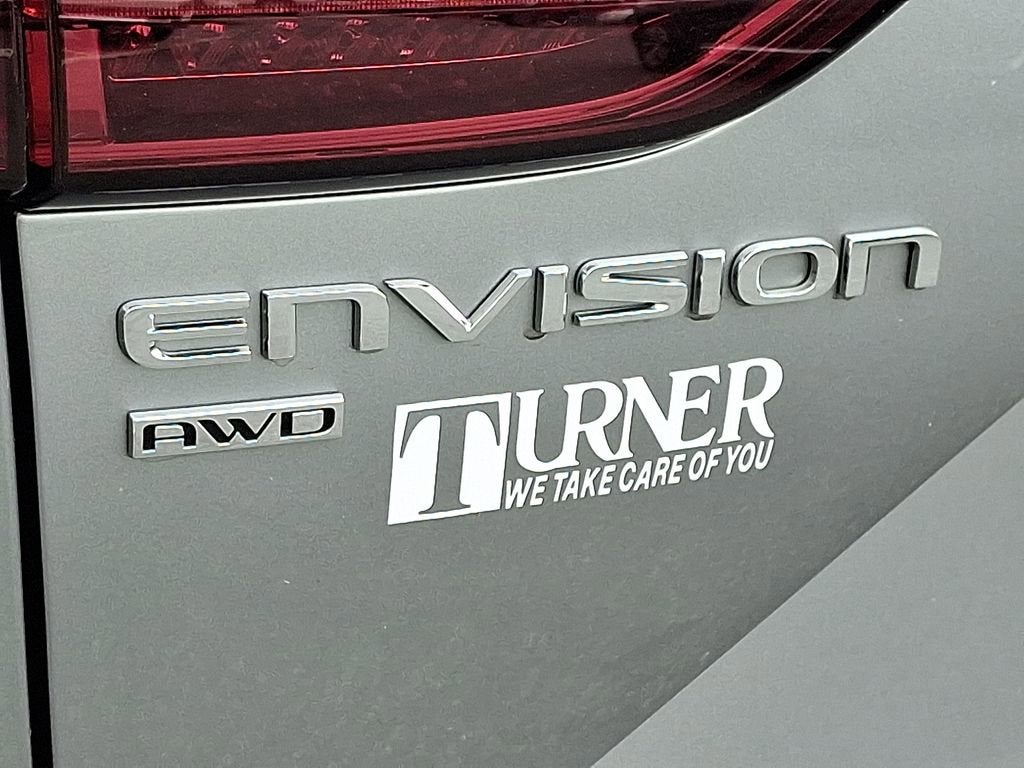 ENVISION
AWD
TURNER
WE TAKE CARE OF YOU